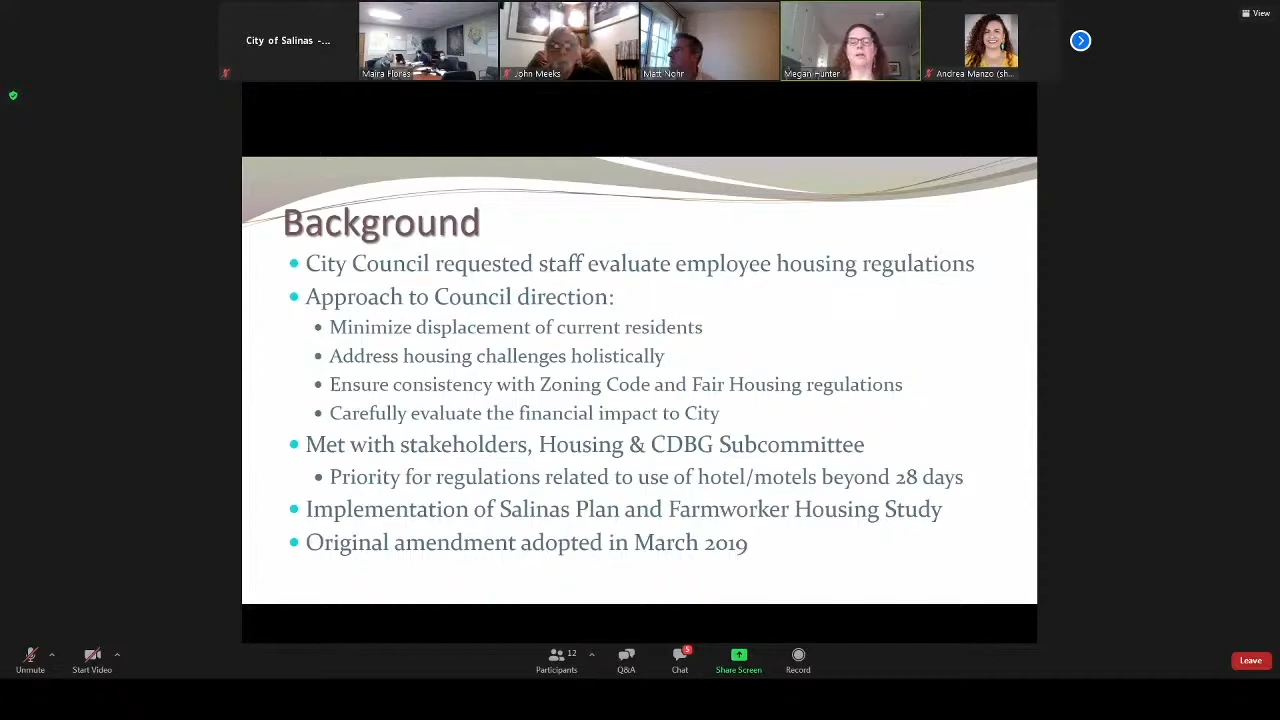 View
City of Salinas -...
Maira Flores
John Meeks
Matt Nohr
Megan Hunter
Andrea Manzo (sh...
Background
City Council requested staff evaluate employee housing regulations
Approach to Council direction:
Minimize displacement of current residents
Address housing challenges holistically
Ensure consistency with Zoning Code and Fair Housing regulations
Carefully evaluate the financial impact to City
Met with stakeholders, Housing & CDBG Subcommittee
Priority for regulations related to use of hotel/motels beyond 28 days
Implementation of Salinas Plan and Farmworker Housing Study
Original amendment adopted in March 2019
Unmute
Start Video
12
Participants
Q&A
5
Chat
Share Screen
Record
Leave